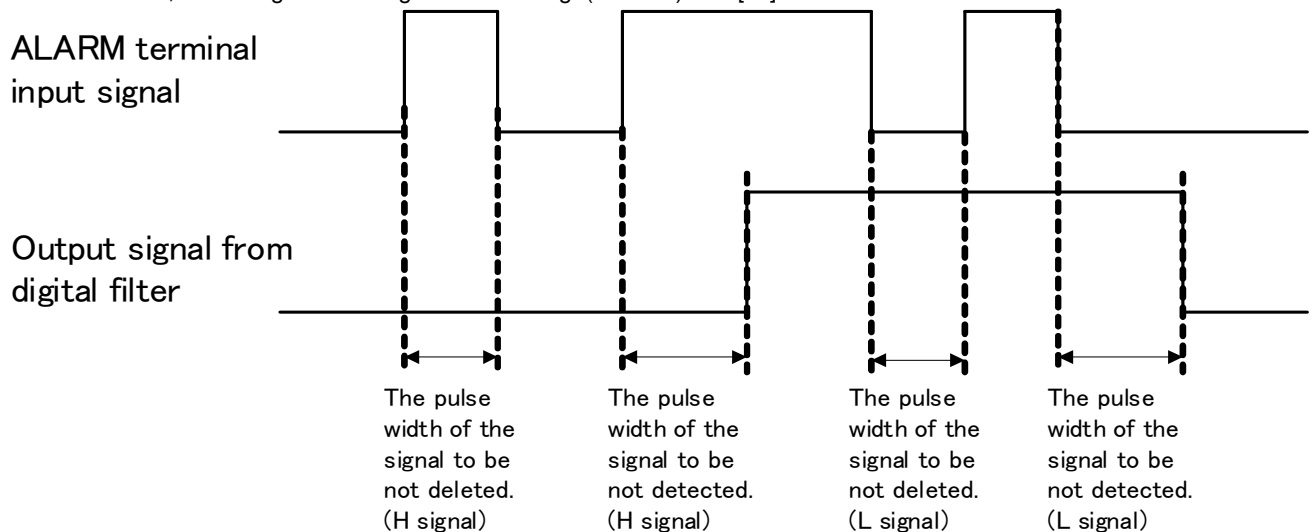 ALARM terminal
input signal
Output signal from
digital filter
The pulse
width of the
signal to be
not deleted.
(H signal)
The pulse
width of the
signal to be
not detected.
(H signal)
The pulse
width of the
signal to be
not deleted.
(L signal)
The pulse
width of the
signal to be
not detected.
(L signal)